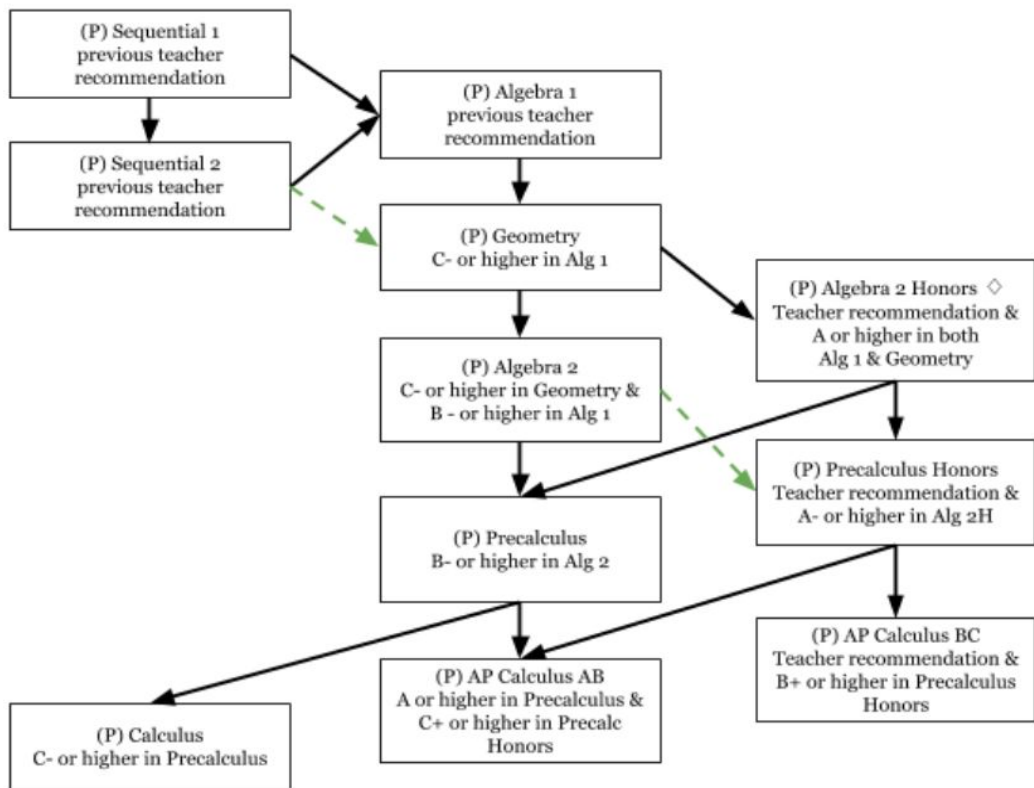 (P) Sequential 1
previous teacher
recommendation
(P) Algebra 1
previous teacher
recommendation
(P) Sequential 2
previous teacher
recommendation
(P) Geometry
C- or higher in Alg 1
(P) Algebra 2 Honors ◇
Teacher recommendation &
A or higher in both
Alg 1 & Geometry
(P) Algebra 2
C- or higher in Geometry &
B - or higher in Alg 1
(P) Precalculus Honors
Teacher recommendation &
A- or higher in Alg 2H
(P) Precalculus
B- or higher in Alg 2
(P) AP Calculus BC
Teacher recommendation &
B+ or higher in Precalculus
Honors
(P) AP Calculus AB
A or higher in Precalculus &
C+ or higher in Precalc
Honors
(P) Calculus
C- or higher in Precalculus